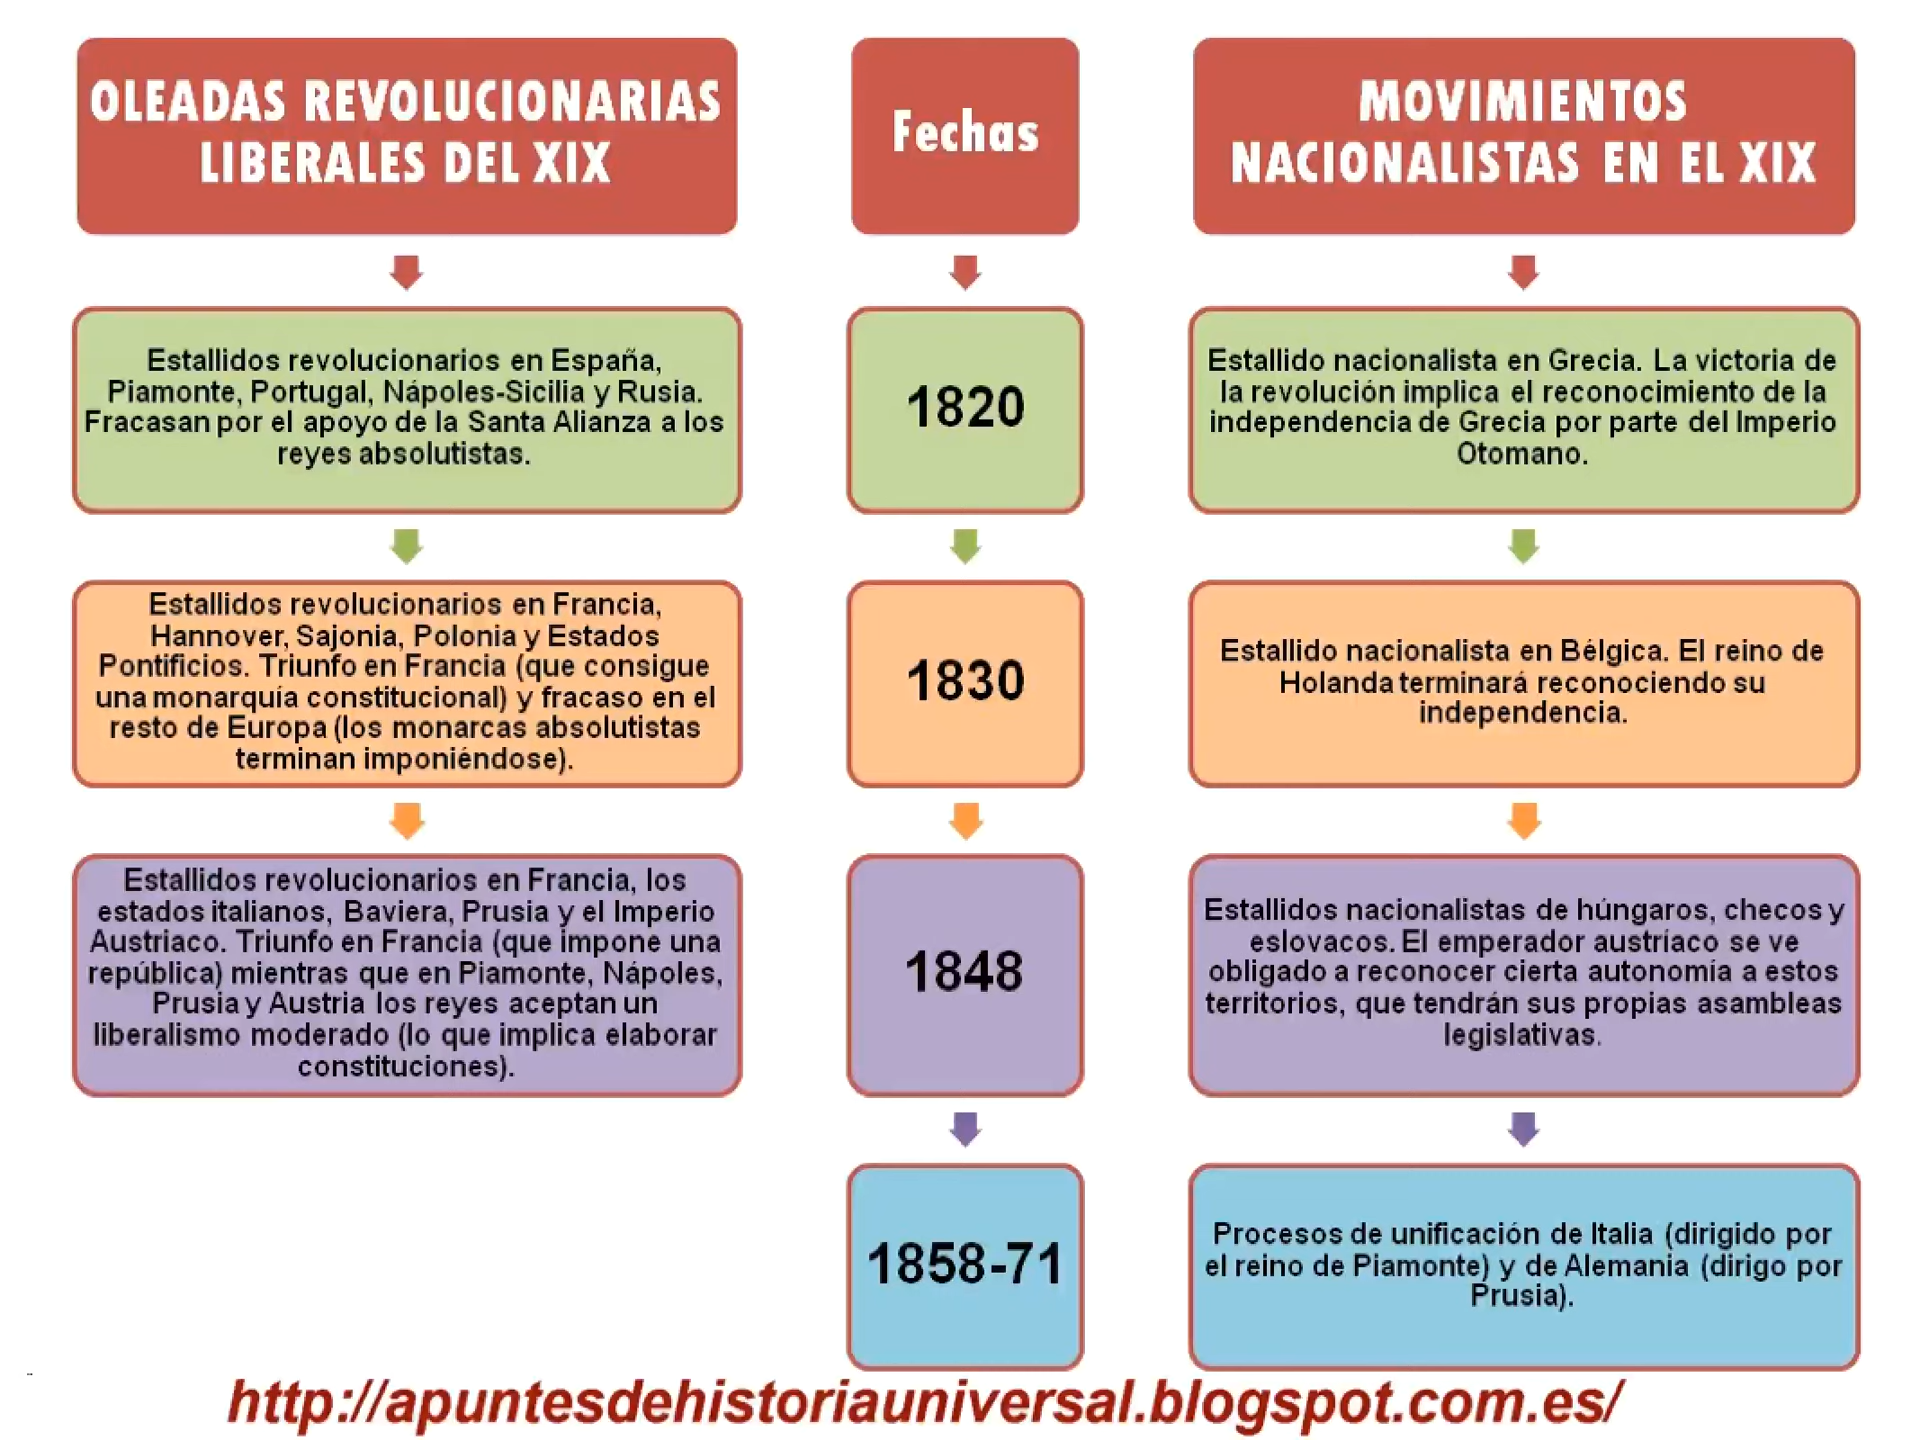 OLEADAS REVOLUCIONARIAS
LIBERALES DEL XIX
Fechas
MOVIMIENTOS
NACIONALISTAS EN EL XIX
Estallidos revolucionarios en España,
Piamonte, Portugal, Nápoles-Sicilia y Rusia.
Fracasan por el apoyo de la Santa Alianza a los
reyes absolutistas.
1820
Estallido nacionalista en Grecia. La victoria de
la revolución implica el reconocimiento de la
independencia de Grecia por parte del Imperio
Otomano.
Estallidos revolucionarios en Francia,
Hannover, Sajonia, Polonia y Estados
Pontificios. Triunfo en Francia (que consigue
una monarquía constitucional) y fracaso en el
resto de Europa (los monarcas absolutistas
terminan imponiéndose).
1830
Estallido nacionalista en Bélgica. El reino de
Holanda terminará reconociendo su
independencia.
Estallidos revolucionarios en Francia, los
estados italianos, Baviera, Prusia y el Imperio
Austriaco. Triunfo en Francia (que impone una
república) mientras que en Piamonte, Nápoles,
Prusia y Austria los reyes aceptan un
liberalismo moderado (lo que implica elaborar
constituciones).
1848
Estallidos nacionalistas de húngaros, checos y
eslovacos. El emperador austríaco se ve
obligado a reconocer cierta autonomía a estos
territorios, que tendrán sus propias asambleas
legislativas.
1858-71
Procesos de unificación de Italia (dirigido por
el reino de Piamonte) y de Alemania (dirigo por
Prusia).
http://apuntesdehistoriauniversal.blogspot.com.es/